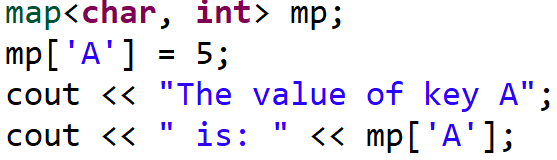 map<char, int> mp;
mp['A'] = 5;
cout << "The value of key A";
cout << " is: " << mp['A'];